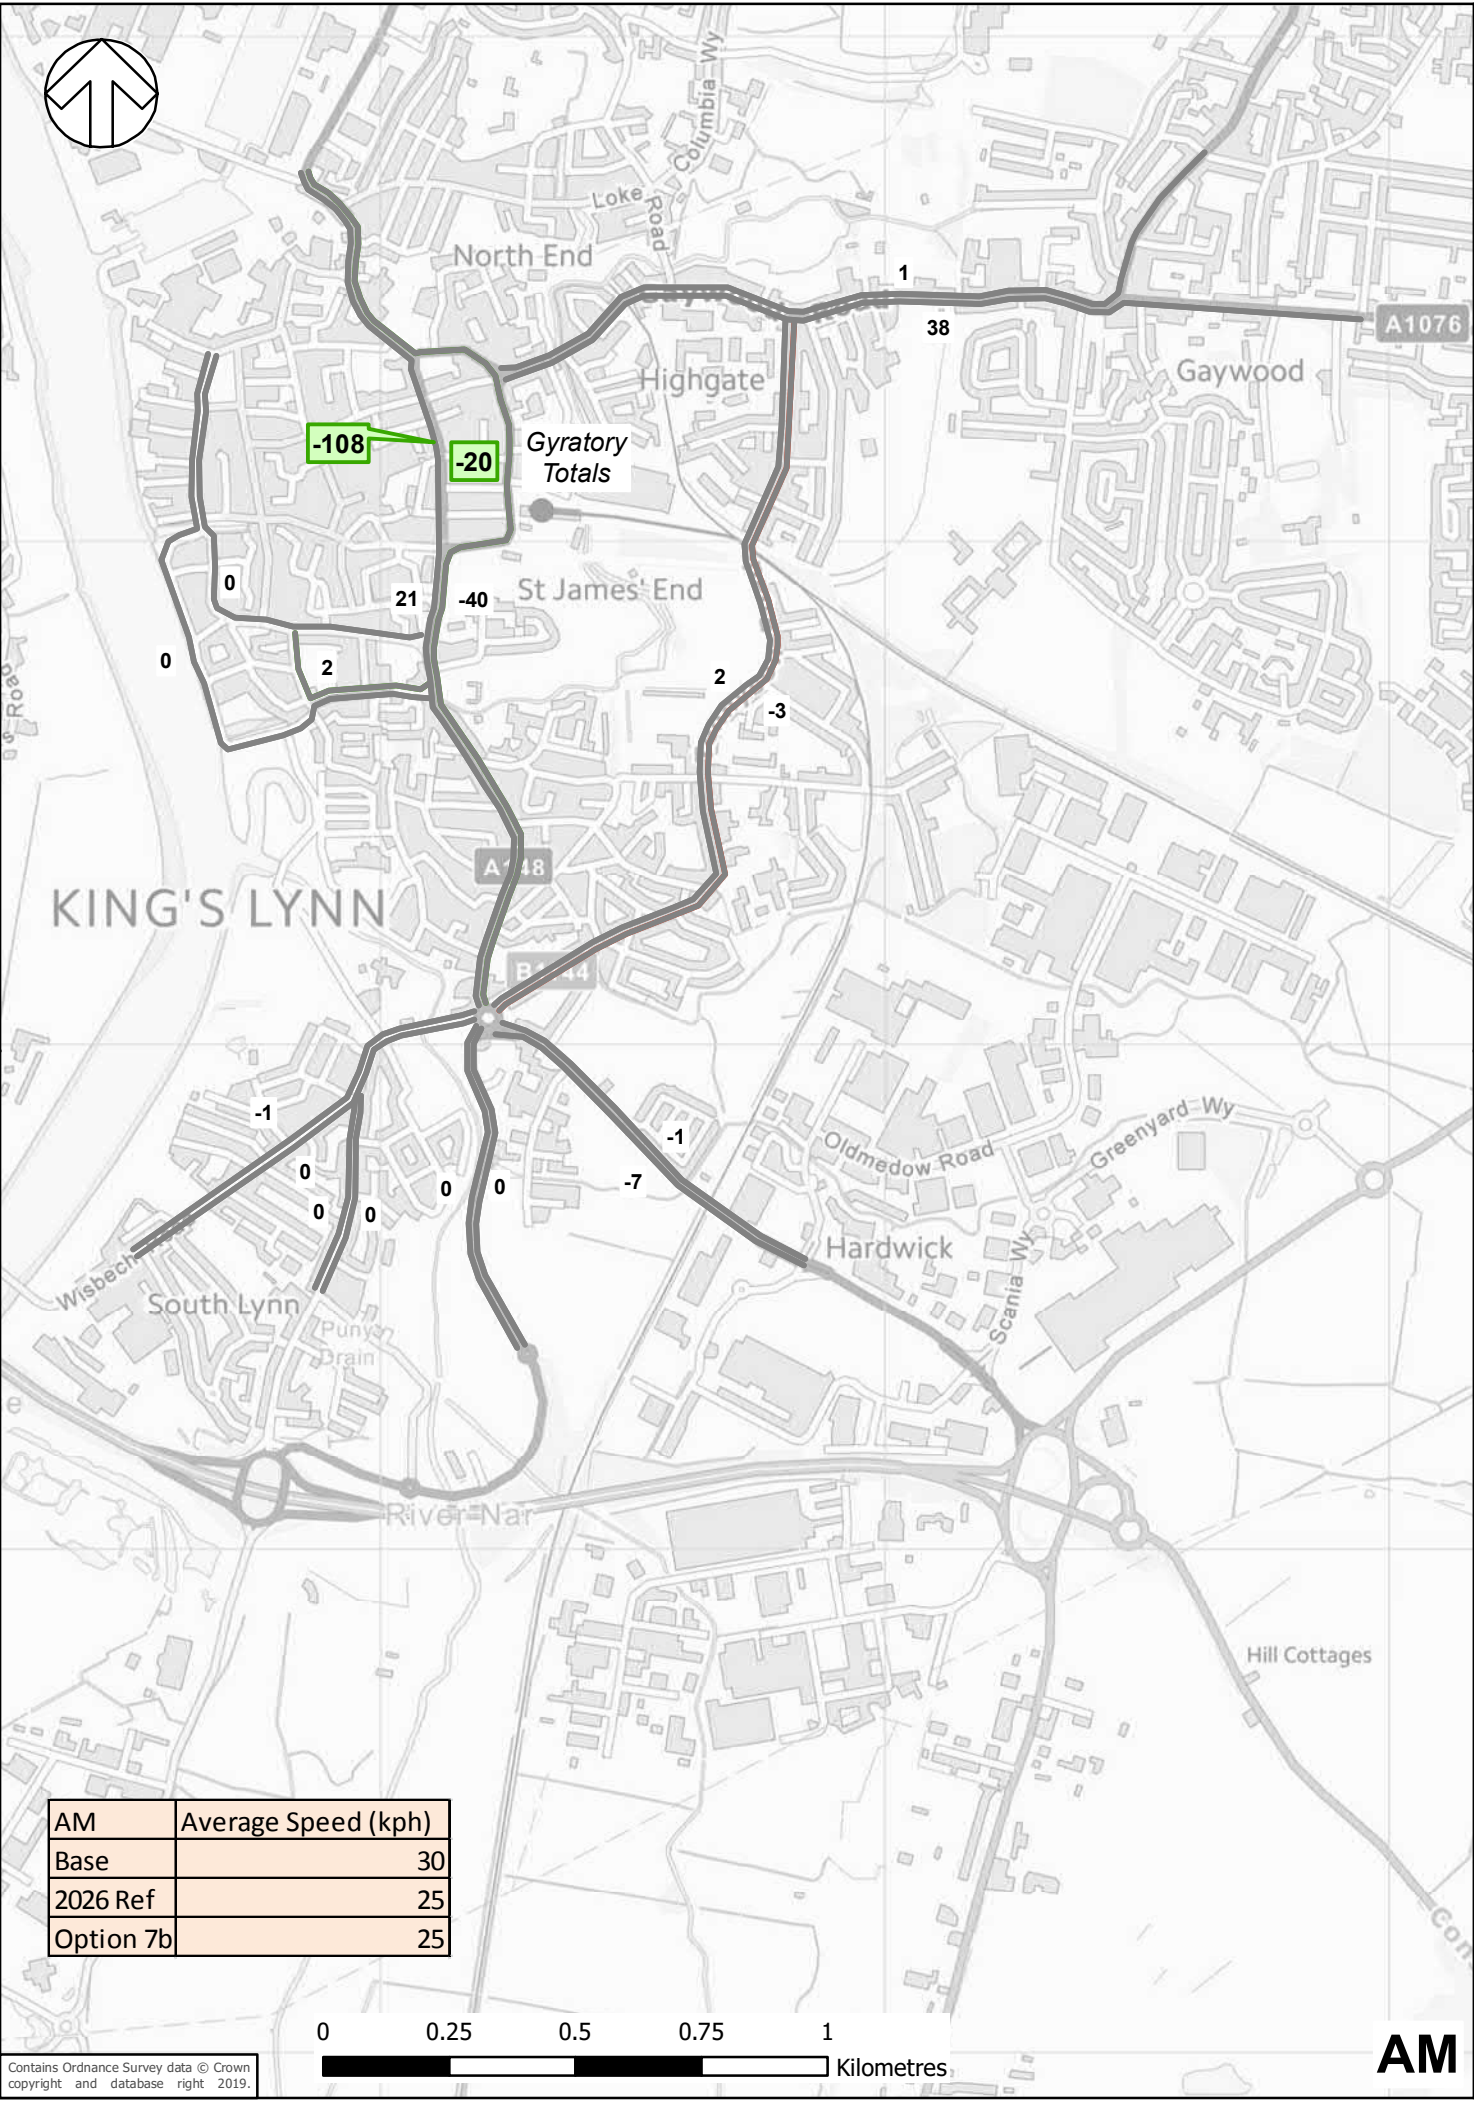 Columbia Wy
Loke Road
North End
1
38
A1076
Highgate
Gaywood
-108
-20
Gyratory
Totals
0
21
-40
St James' End
0
2
2
-3
s Road
KING'S LYNN
-1
0
0
0
0
0
-1
-7
Oldmedow Road
Greenyard Wy
Hardwick
Scania Wy
Wisbech
South Lynn
Puny
Drain
River Nar
Hill Cottages
AM Average Speed (kph)
Base 30
2026 Ref 25
Option 7b 25
0 0.25 0.5 0.75 1
Kilometres
Contains Ordnance Survey data © Crown
copyright and database right 2019.
AM